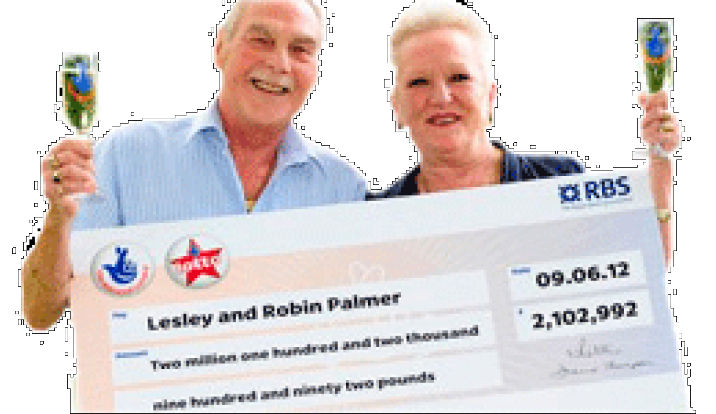 RBS
LOTTO
Date
09.06.12
Pay
Lesley and Robin Palmer
£
2,102,992
Amount
Two million one hundred and two thousand
nine hundred and ninety two pounds